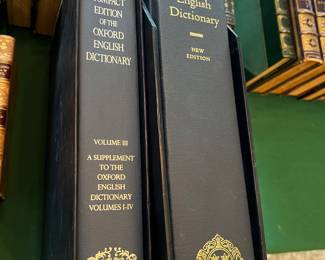 COMPACT
EDITION
OF THE
OXFORD
ENGLISH
DICTIONARY
VOLUME III
A SUPPLEMENT
TO THE
OXFORD
ENGLISH
DICTIONARY
VOLUMES I-IV
English
Dictionary
NEW
EDITION